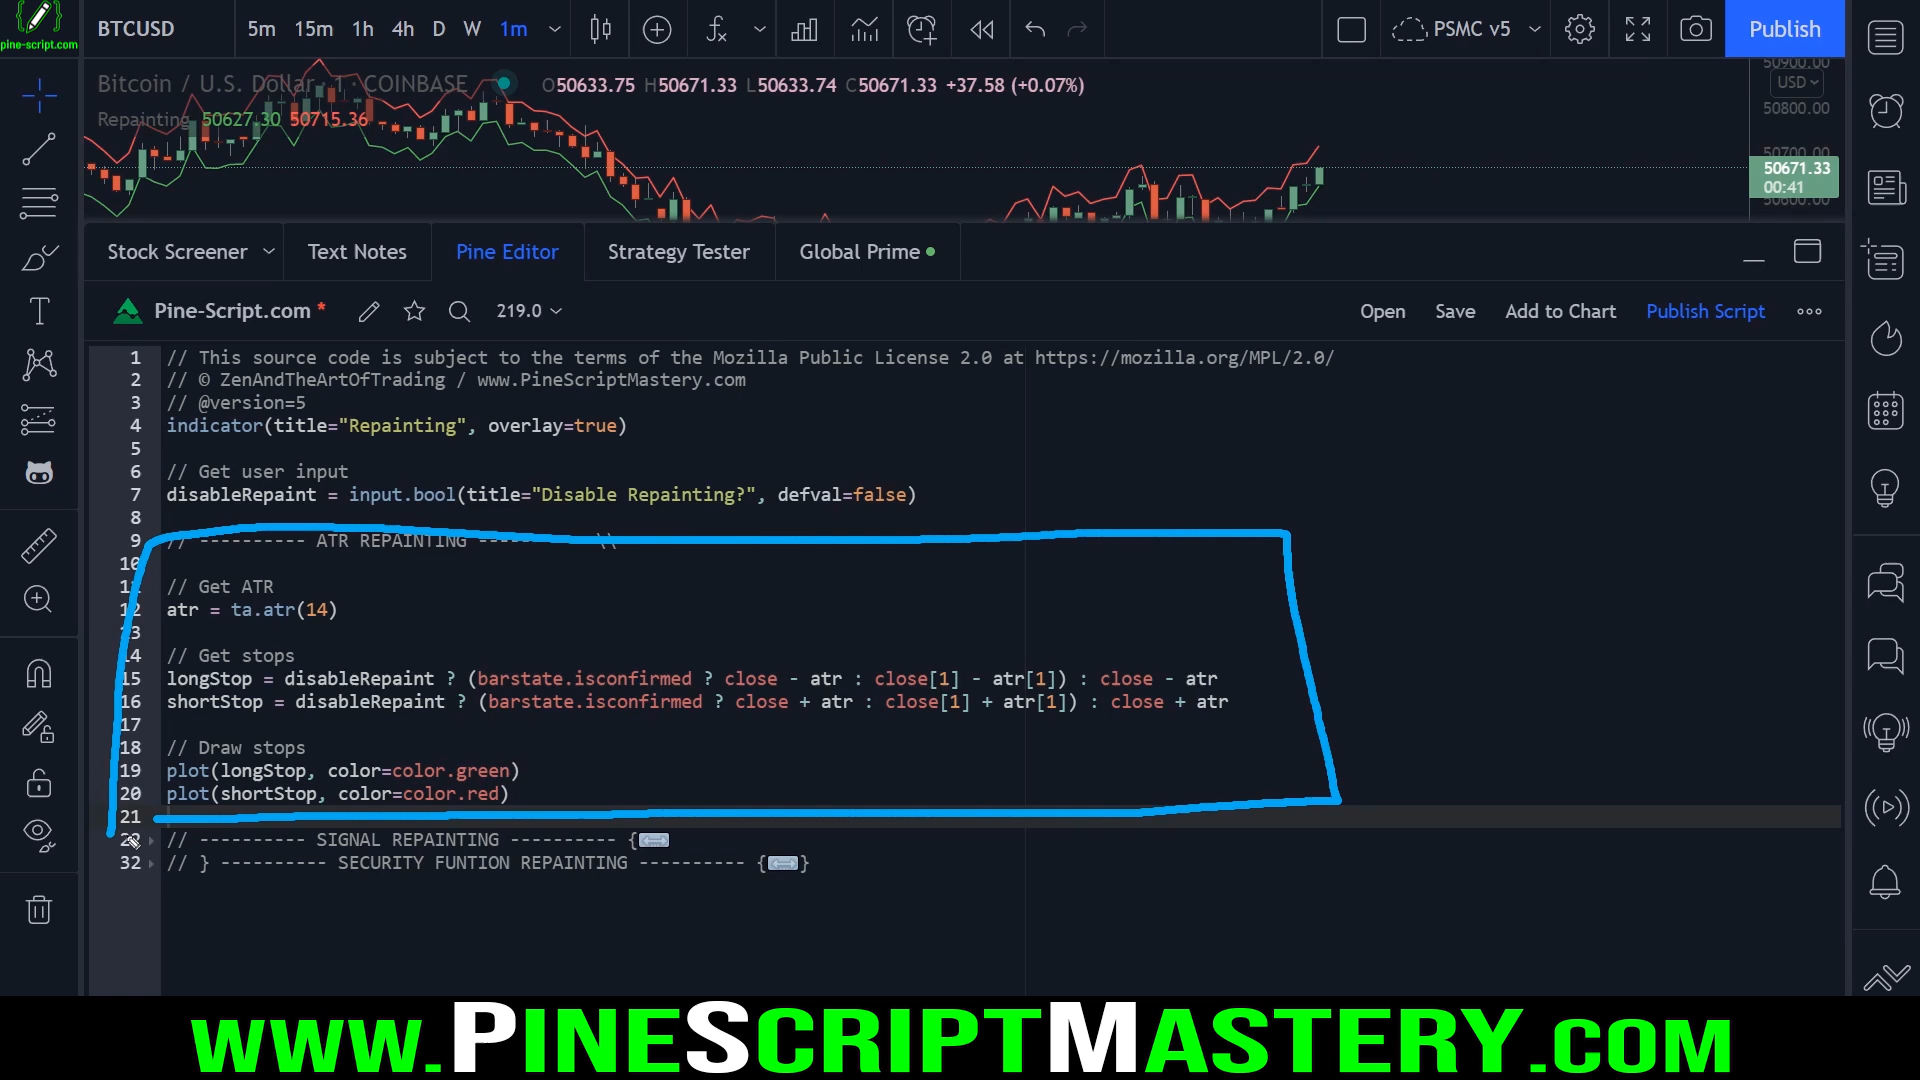 pine-script.com
BTCUSD 5m 15m 1h 4h D W 1m PSMC v5 Publish
Bitcoin / U.S. Dollar · 1 · COINBASE O50633.75 H50671.33 L50633.74 C50671.33 +37.58 (+0.07%)
Repainting 50627.30 50715.36
50900.00
USD
50800.00
50700.00
50671.33
00:41
50600.00
Stock Screener Text Notes Pine Editor Strategy Tester Global Prime
Pine-Script.com * 219.0 Open Save Add to Chart Publish Script
1 // This source code is subject to the terms of the Mozilla Public License 2.0 at https://mozilla.org/MPL/2.0/
2 // © ZenAndTheArtOfTrading / www.PineScriptMastery.com
3 // @version=5
4 indicator(title="Repainting", overlay=true)
5
6 // Get user input
7 disableRepaint = input.bool(title="Disable Repainting?", defval=false)
8
9 // ---------- ATR REPAINTING ---------- \\
10
11 // Get ATR
12 atr = ta.atr(14)
13
14 // Get stops
15 longStop = disableRepaint ? (barstate.isconfirmed ? close - atr : close[1] - atr[1]) : close - atr
16 shortStop = disableRepaint ? (barstate.isconfirmed ? close + atr : close[1] + atr[1]) : close + atr
17
18 // Draw stops
19 plot(longStop, color=color.green)
20 plot(shortStop, color=color.red)
21
22 // ---------- SIGNAL REPAINTING ---------- {
32 // } ---------- SECURITY FUNTION REPAINTING ---------- {}
www.PineScriptMastery.com